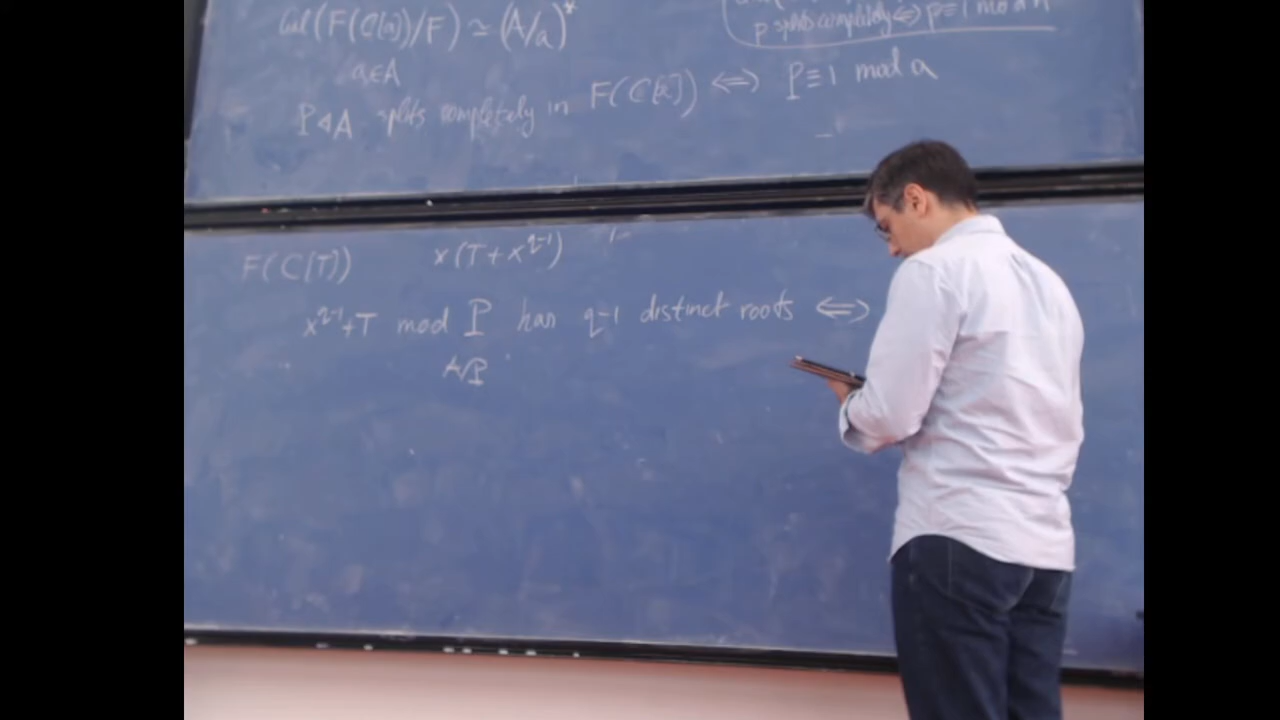 Gal(F(C[a])/F) ≃ (A/a)*
p splits completely ⇔ p ≡ 1 mod n
a∈A
P◁A splits completely in F(C[a]) ⇔ P≡1 mod a
F(C[T]) x(T+x^{q-1})
x^{q-1}+T mod P has q-1 distinct roots ⇔
A/P